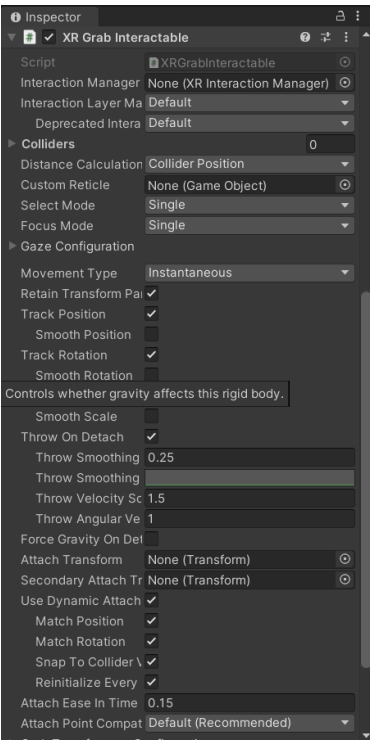 Inspector
# XR Grab Interactable
Script # XRGrabInteractable
Interaction Manager None (XR Interaction Manager)
Interaction Layer Ma Default
Deprecated Intera Default
Colliders 0
Distance Calculation Collider Position
Custom Reticle None (Game Object)
Select Mode Single
Focus Mode Single
Gaze Configuration
Movement Type Instantaneous
Retain Transform Pa
Track Position
Smooth Position
Track Rotation
Smooth Rotation
Controls whether gravity affects this rigid body.
Smooth Scale
Throw On Detach
Throw Smoothing 0.25
Throw Smoothing
Throw Velocity Sc 1.5
Throw Angular Ve 1
Force Gravity On Det
Attach Transform None (Transform)
Secondary Attach Tr None (Transform)
Use Dynamic Attach
Match Position
Match Rotation
Snap To Collider V
Reinitialize Every
Attach Ease In Time 0.15
Attach Point Compat Default (Recommended)